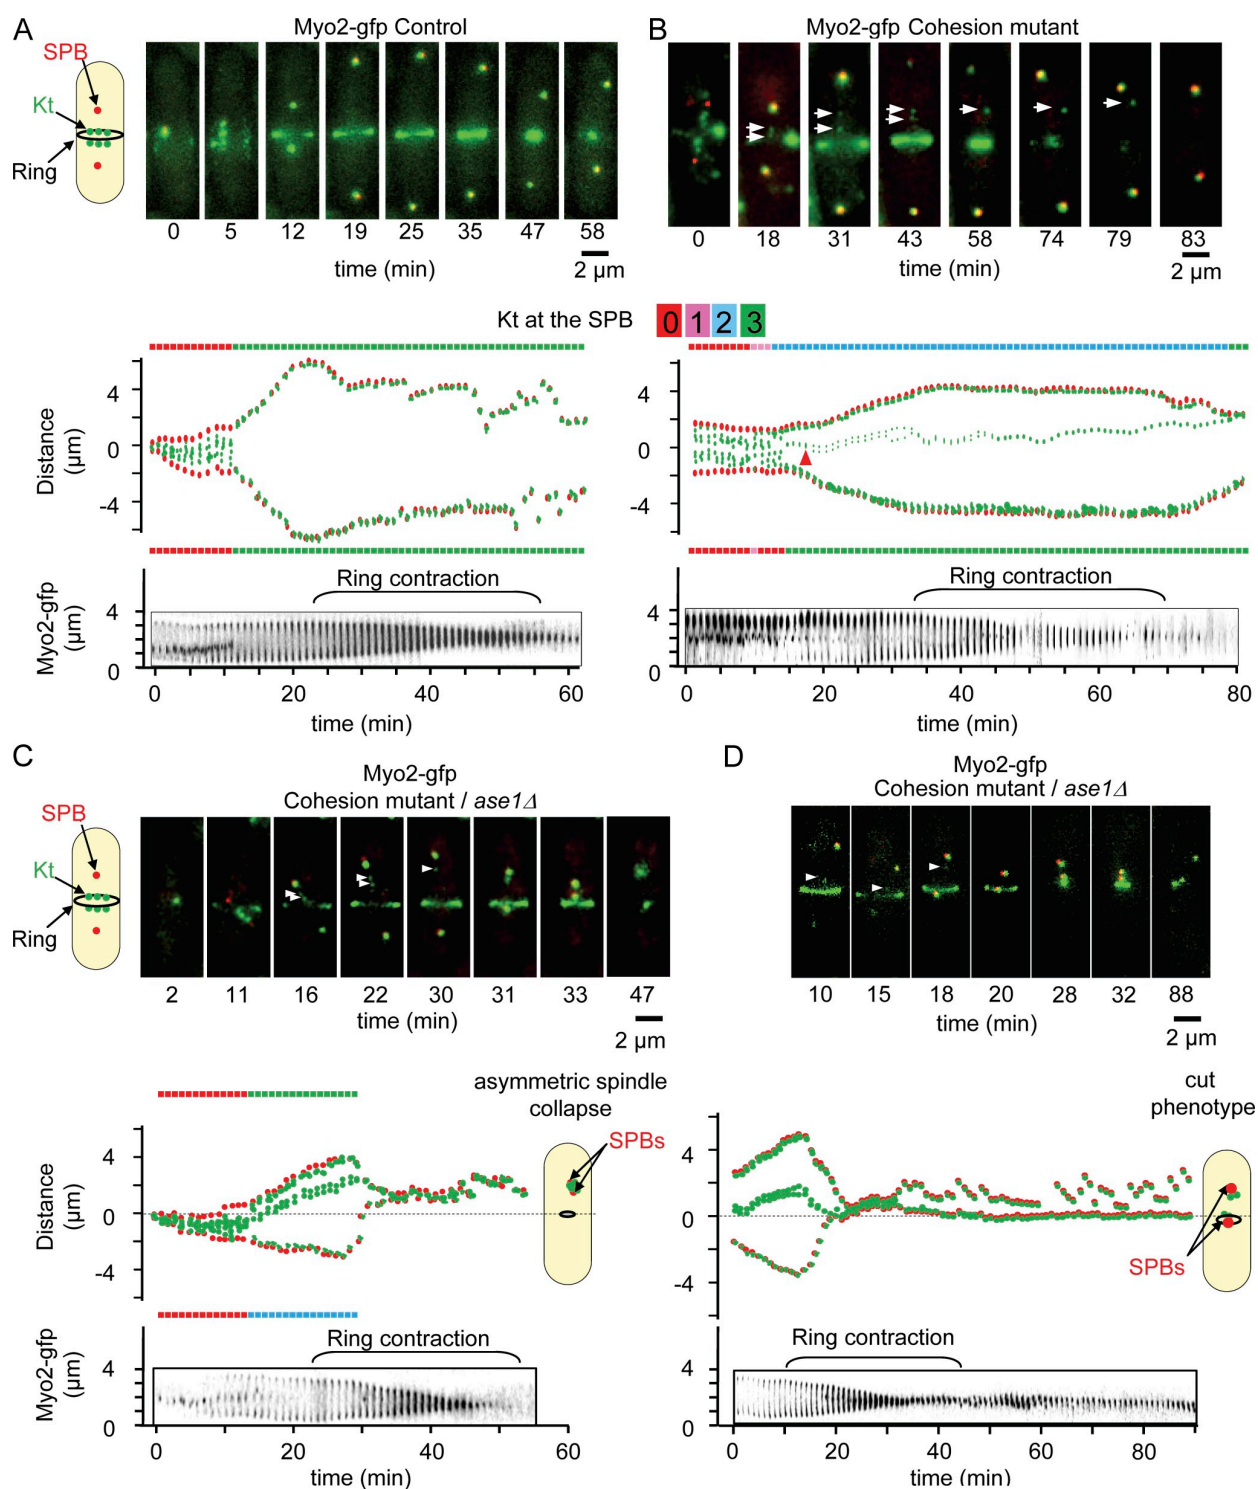 A
Myo2-gfp Control
SPB
Kt
Ring
0 5 12 19 25 35 47 58
time (min)
2 µm
B
Myo2-gfp Cohesion mutant
0 18 31 43 58 74 79 83
time (min)
2 µm
Kt at the SPB 0 1 2 3
Distance
(µm)
4
0
-4
4
0
-4
Myo2-gfp
(µm)
Ring contraction
4
0
0 20 40 60
time (min)
Ring contraction
4
0
0 20 40 60 80
time (min)
C
Myo2-gfp
Cohesion mutant / ase1Δ
SPB
Kt
Ring
2 11 16 22 30 31 33 47
time (min)
2 µm
D
Myo2-gfp
Cohesion mutant / ase1Δ
10 15 18 20 28 32 88
time (min)
2 µm
asymmetric spindle
collapse
SPBs
Distance
(µm)
4
0
-4
Myo2-gfp
(µm)
Ring contraction
4
0
0 20 40 60
time (min)
cut
phenotype
SPBs
4
0
-4
Ring contraction
4
0
0 20 40 60 80
time (min)